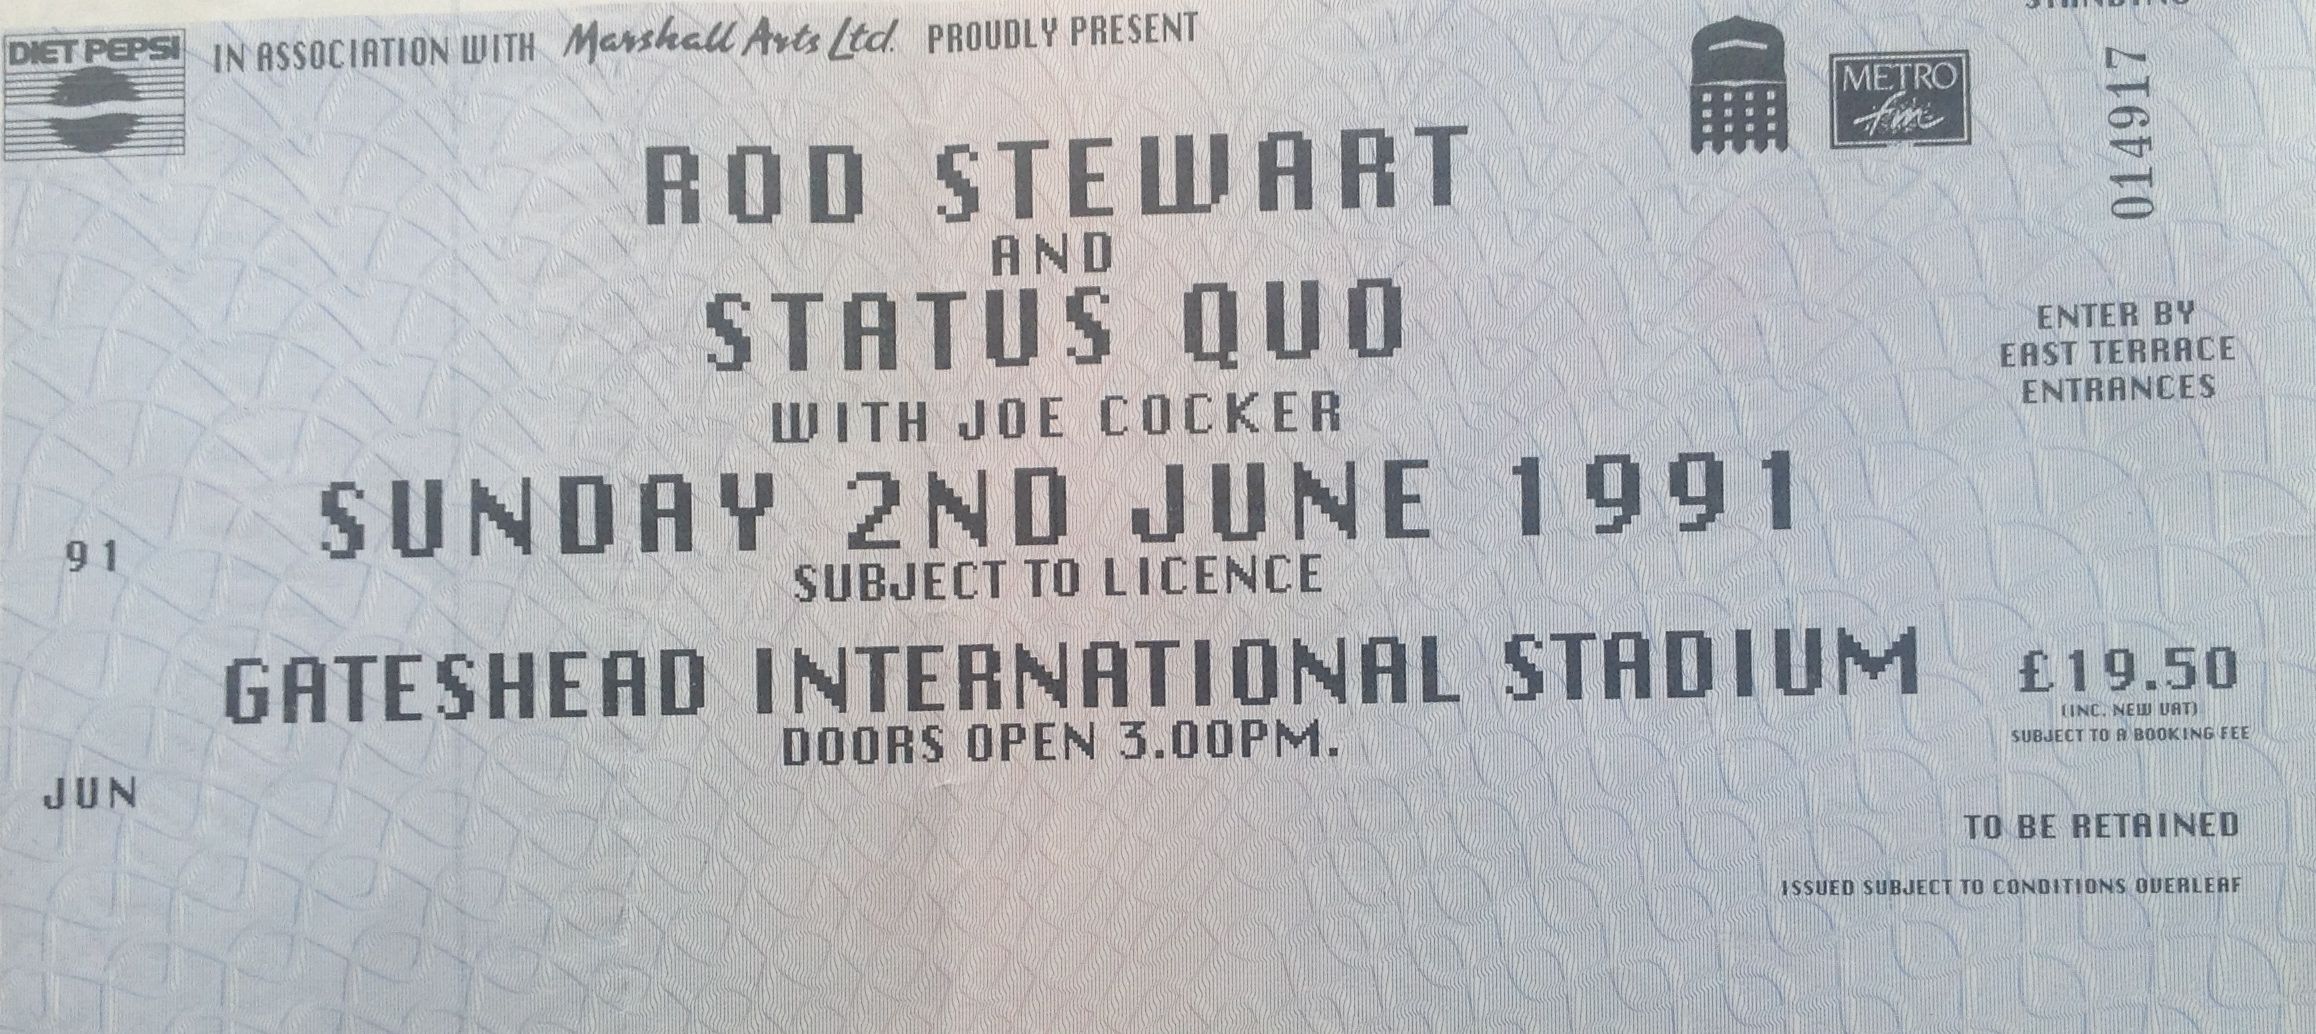 STANDING
DIET PEPSI IN ASSOCIATION WITH Marshall Arts Ltd. PROUDLY PRESENT
METRO fm
014917
ROD STEWART
AND
STATUS QUO
WITH JOE COCKER
ENTER BY
EAST TERRACE
ENTRANCES
SUNDAY 2ND JUNE 1991
91
SUBJECT TO LICENCE
GATESHEAD INTERNATIONAL STADIUM
£19.50
(INC. NEW VAT)
SUBJECT TO A BOOKING FEE
DOORS OPEN 3.00PM.
JUN
TO BE RETAINED
ISSUED SUBJECT TO CONDITIONS OVERLEAF